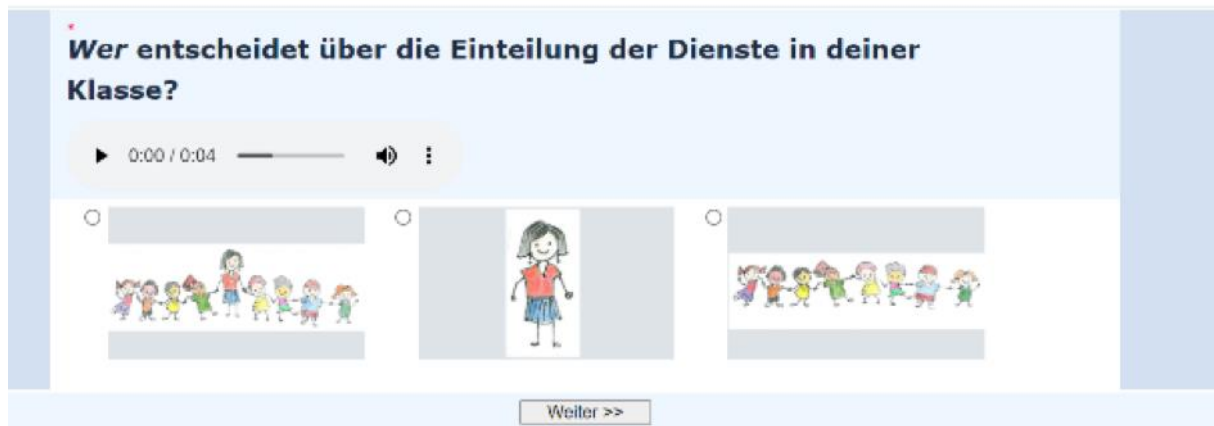 *
Wer entscheidet über die Einteilung der Dienste in deiner
Klasse?
0:00 / 0:04
Weiter >>